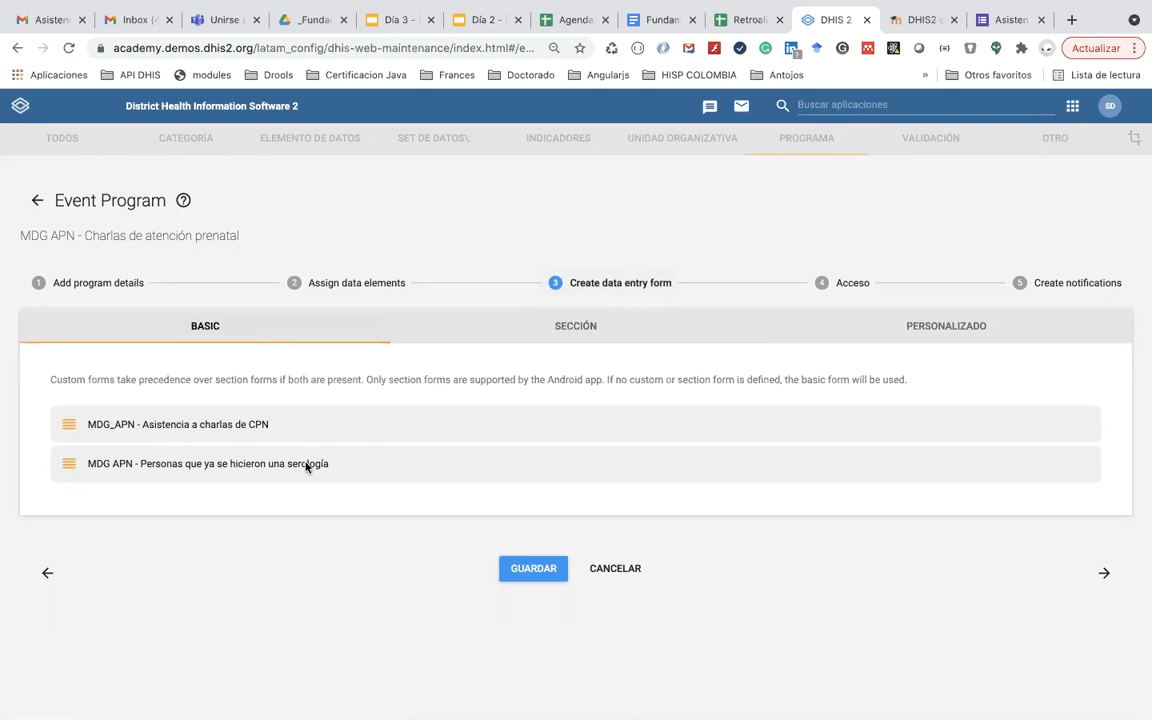 Asistenc
Inbox (4
Unirse a
_Fundam
Día 3 -
Día 2 -
Agenda
Fundam
Retroali
DHIS 2
DHIS2 c
Asistenc
Actualizar
academy.demos.dhis2.org/latam_config/dhis-web-maintenance/index.html#/e...
Aplicaciones
API DHIS
modules
Drools
Certificacion Java
Frances
Doctorado
Angularjs
HISP COLOMBIA
Antojos
»
Otros favoritos
Lista de lectura
District Health Information Software 2
Buscar aplicaciones
SD
TODOS
CATEGORÍA
ELEMENTO DE DATOS
SET DE DATOS\;
INDICADORES
UNIDAD ORGANIZATIVA
PROGRAMA
VALIDACIÓN
OTRO
Event Program
MDG APN - Charlas de atención prenatal
1 Add program details
2 Assign data elements
3 Create data entry form
4 Acceso
5 Create notifications
BASIC
SECCIÓN
PERSONALIZADO
Custom forms take precedence over section forms if both are present. Only section forms are supported by the Android app. If no custom or section form is defined, the basic form will be used.
MDG_APN - Asistencia a charlas de CPN
MDG APN - Personas que ya se hicieron una serología
GUARDAR
CANCELAR